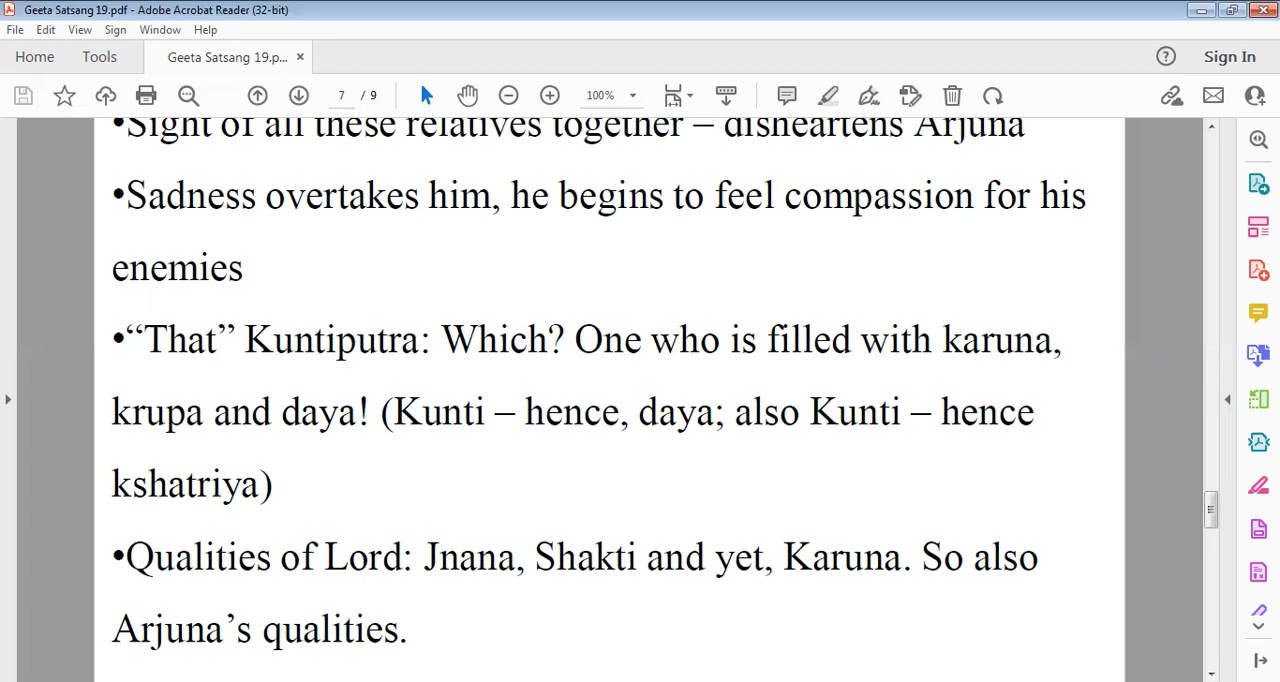 Geeta Satsang 19.pdf - Adobe Acrobat Reader (32-bit)
File Edit View Sign Window Help
Home Tools Geeta Satsang 19.p... × Sign In
7 / 9 100%
•Sight of all these relatives together – disheartens Arjuna
•Sadness overtakes him, he begins to feel compassion for his
enemies
•“That” Kuntiputra: Which? One who is filled with karuna,
krupa and daya! (Kunti – hence, daya; also Kunti – hence
kshatriya)
•Qualities of Lord: Jnana, Shakti and yet, Karuna. So also
Arjuna’s qualities.